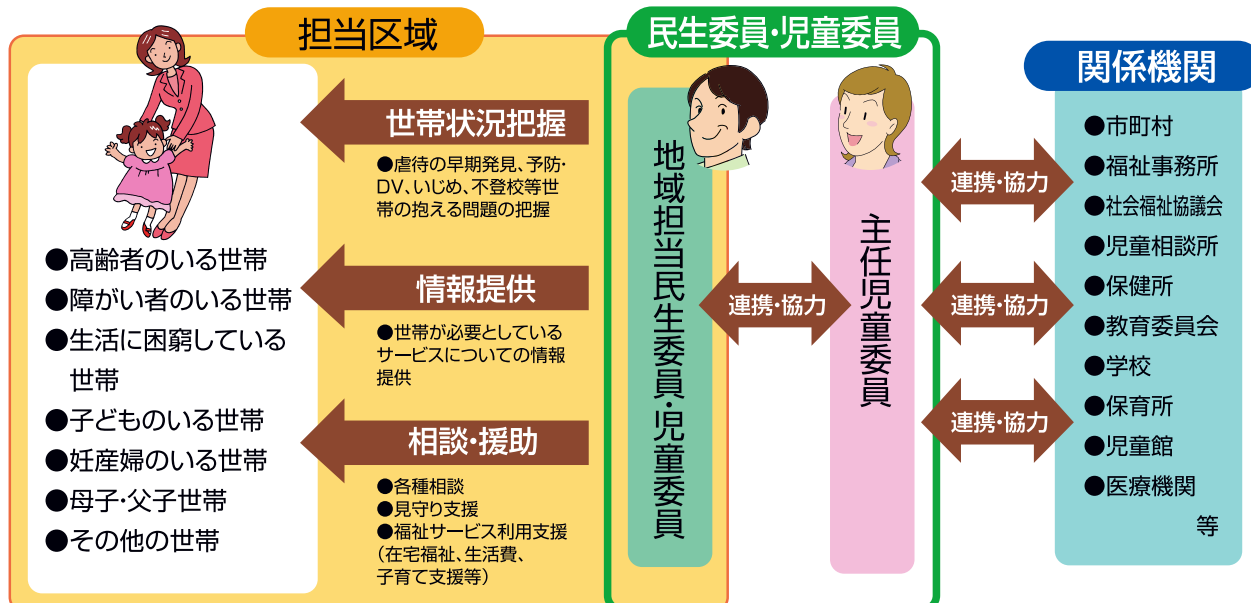 担当区域
●高齢者のいる世帯
●障がい者のいる世帯
●生活に困窮している
世帯
●子どものいる世帯
●妊産婦のいる世帯
●母子・父子世帯
●その他の世帯
世帯状況把握
●虐待の早期発見、予防・
DV、いじめ、不登校等世
帯の抱える問題の把握
情報提供
●世帯が必要としている
サービスについての情報
提供
相談・援助
●各種相談
●見守り支援
●福祉サービス利用支援
(在宅福祉、生活費、
子育て支援等)
民生委員・児童委員
地域担当民生委員・児童委員
連携・協力
主任児童委員
連携・協力
連携・協力
連携・協力
関係機関
●市町村
●福祉事務所
●社会福祉協議会
●児童相談所
●保健所
●教育委員会
●学校
●保育所
●児童館
●医療機関
等